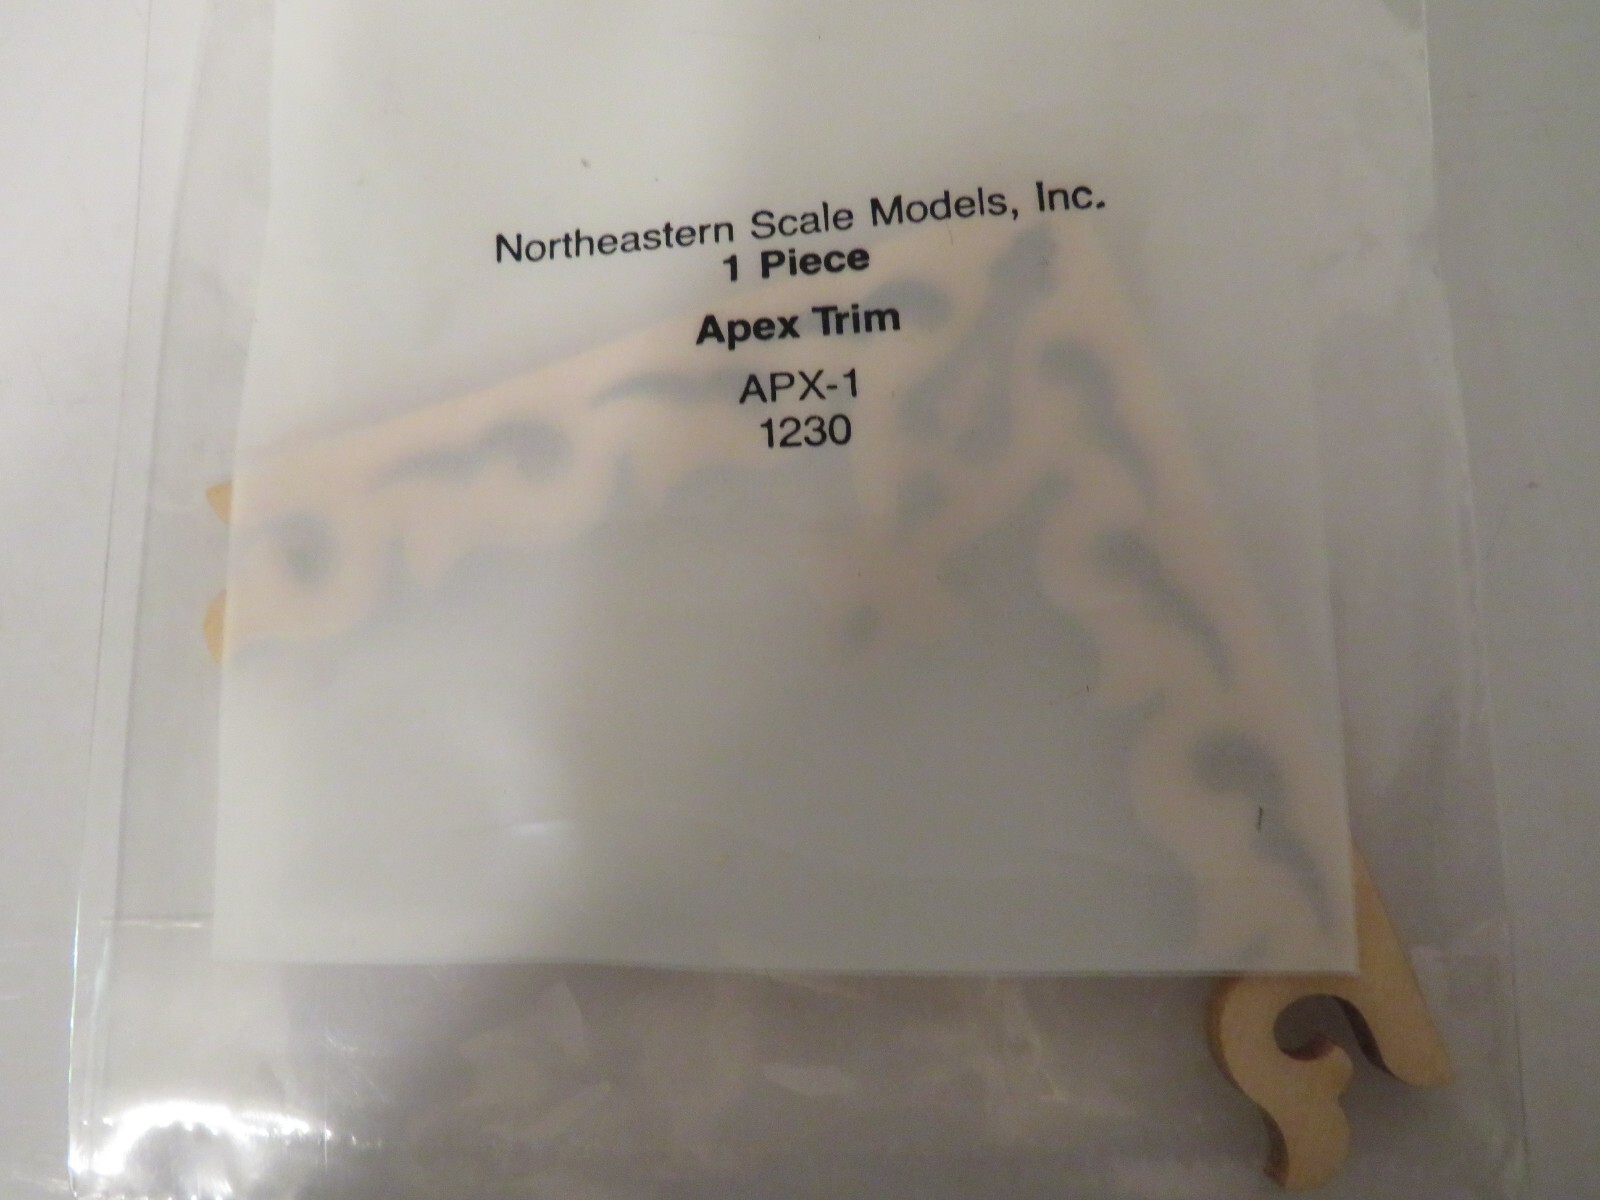 Northeastern Scale Models, Inc.
1 Piece
Apex Trim
APX-1
1230